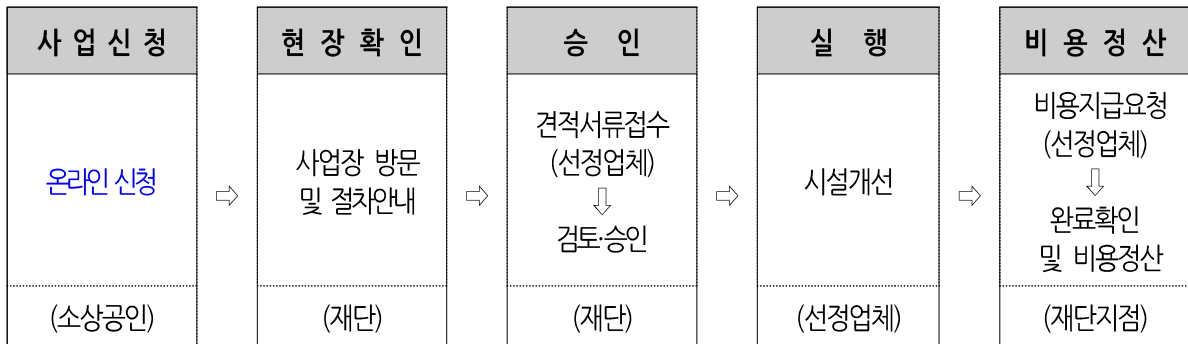 사 업 신 청
온라인 신청
(소상공인)
⇨
현 장 확 인
사업장 방문
및 절차안내
(재단)
⇨
승 인
견적서류접수
(선정업체)
⇩
검토·승인
(재단)
⇨
실 행
시설개선
(선정업체)
⇨
비 용 정 산
비용지급요청
(선정업체)
⇩
완료확인
및 비용정산
(재단지점)